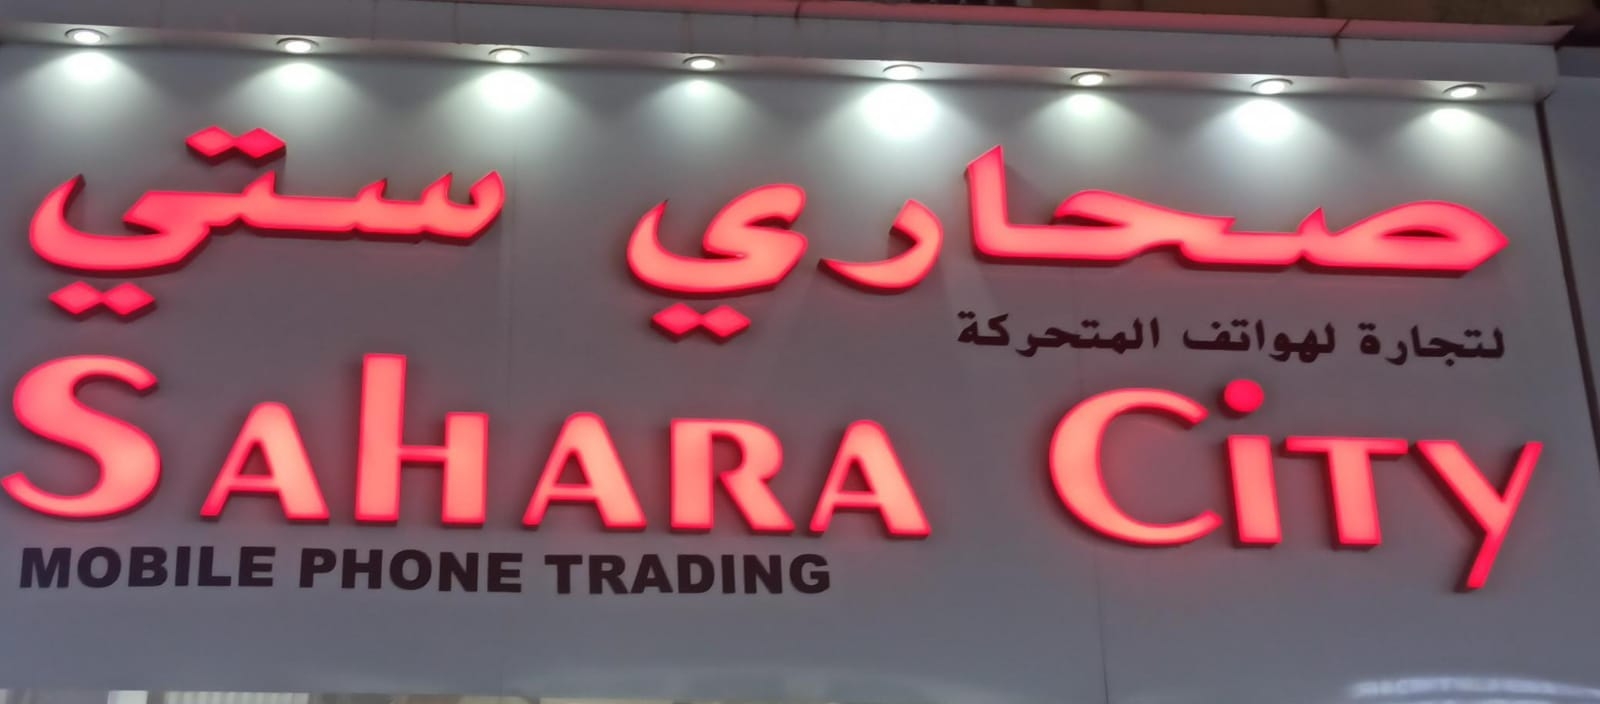 صحاري ستي
لتجارة لهواتف المتحركة
SAHARA CiTY
MOBILE PHONE TRADING